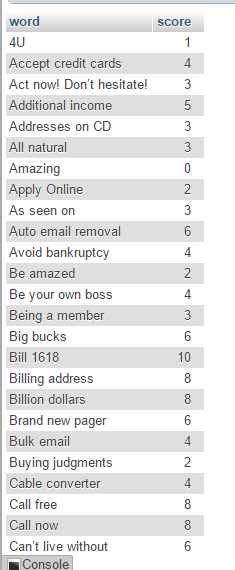 word score
4U 1
Accept credit cards 4
Act now! Don't hesitate! 3
Additional income 5
Addresses on CD 3
All natural 3
Amazing 0
Apply Online 2
As seen on 3
Auto email removal 6
Avoid bankruptcy 4
Be amazed 2
Be your own boss 4
Being a member 3
Big bucks 6
Bill 1618 10
Billing address 8
Billion dollars 8
Brand new pager 6
Bulk email 4
Buying judgments 2
Cable converter 4
Call free 8
Call now 8
Can't live without 6
Console